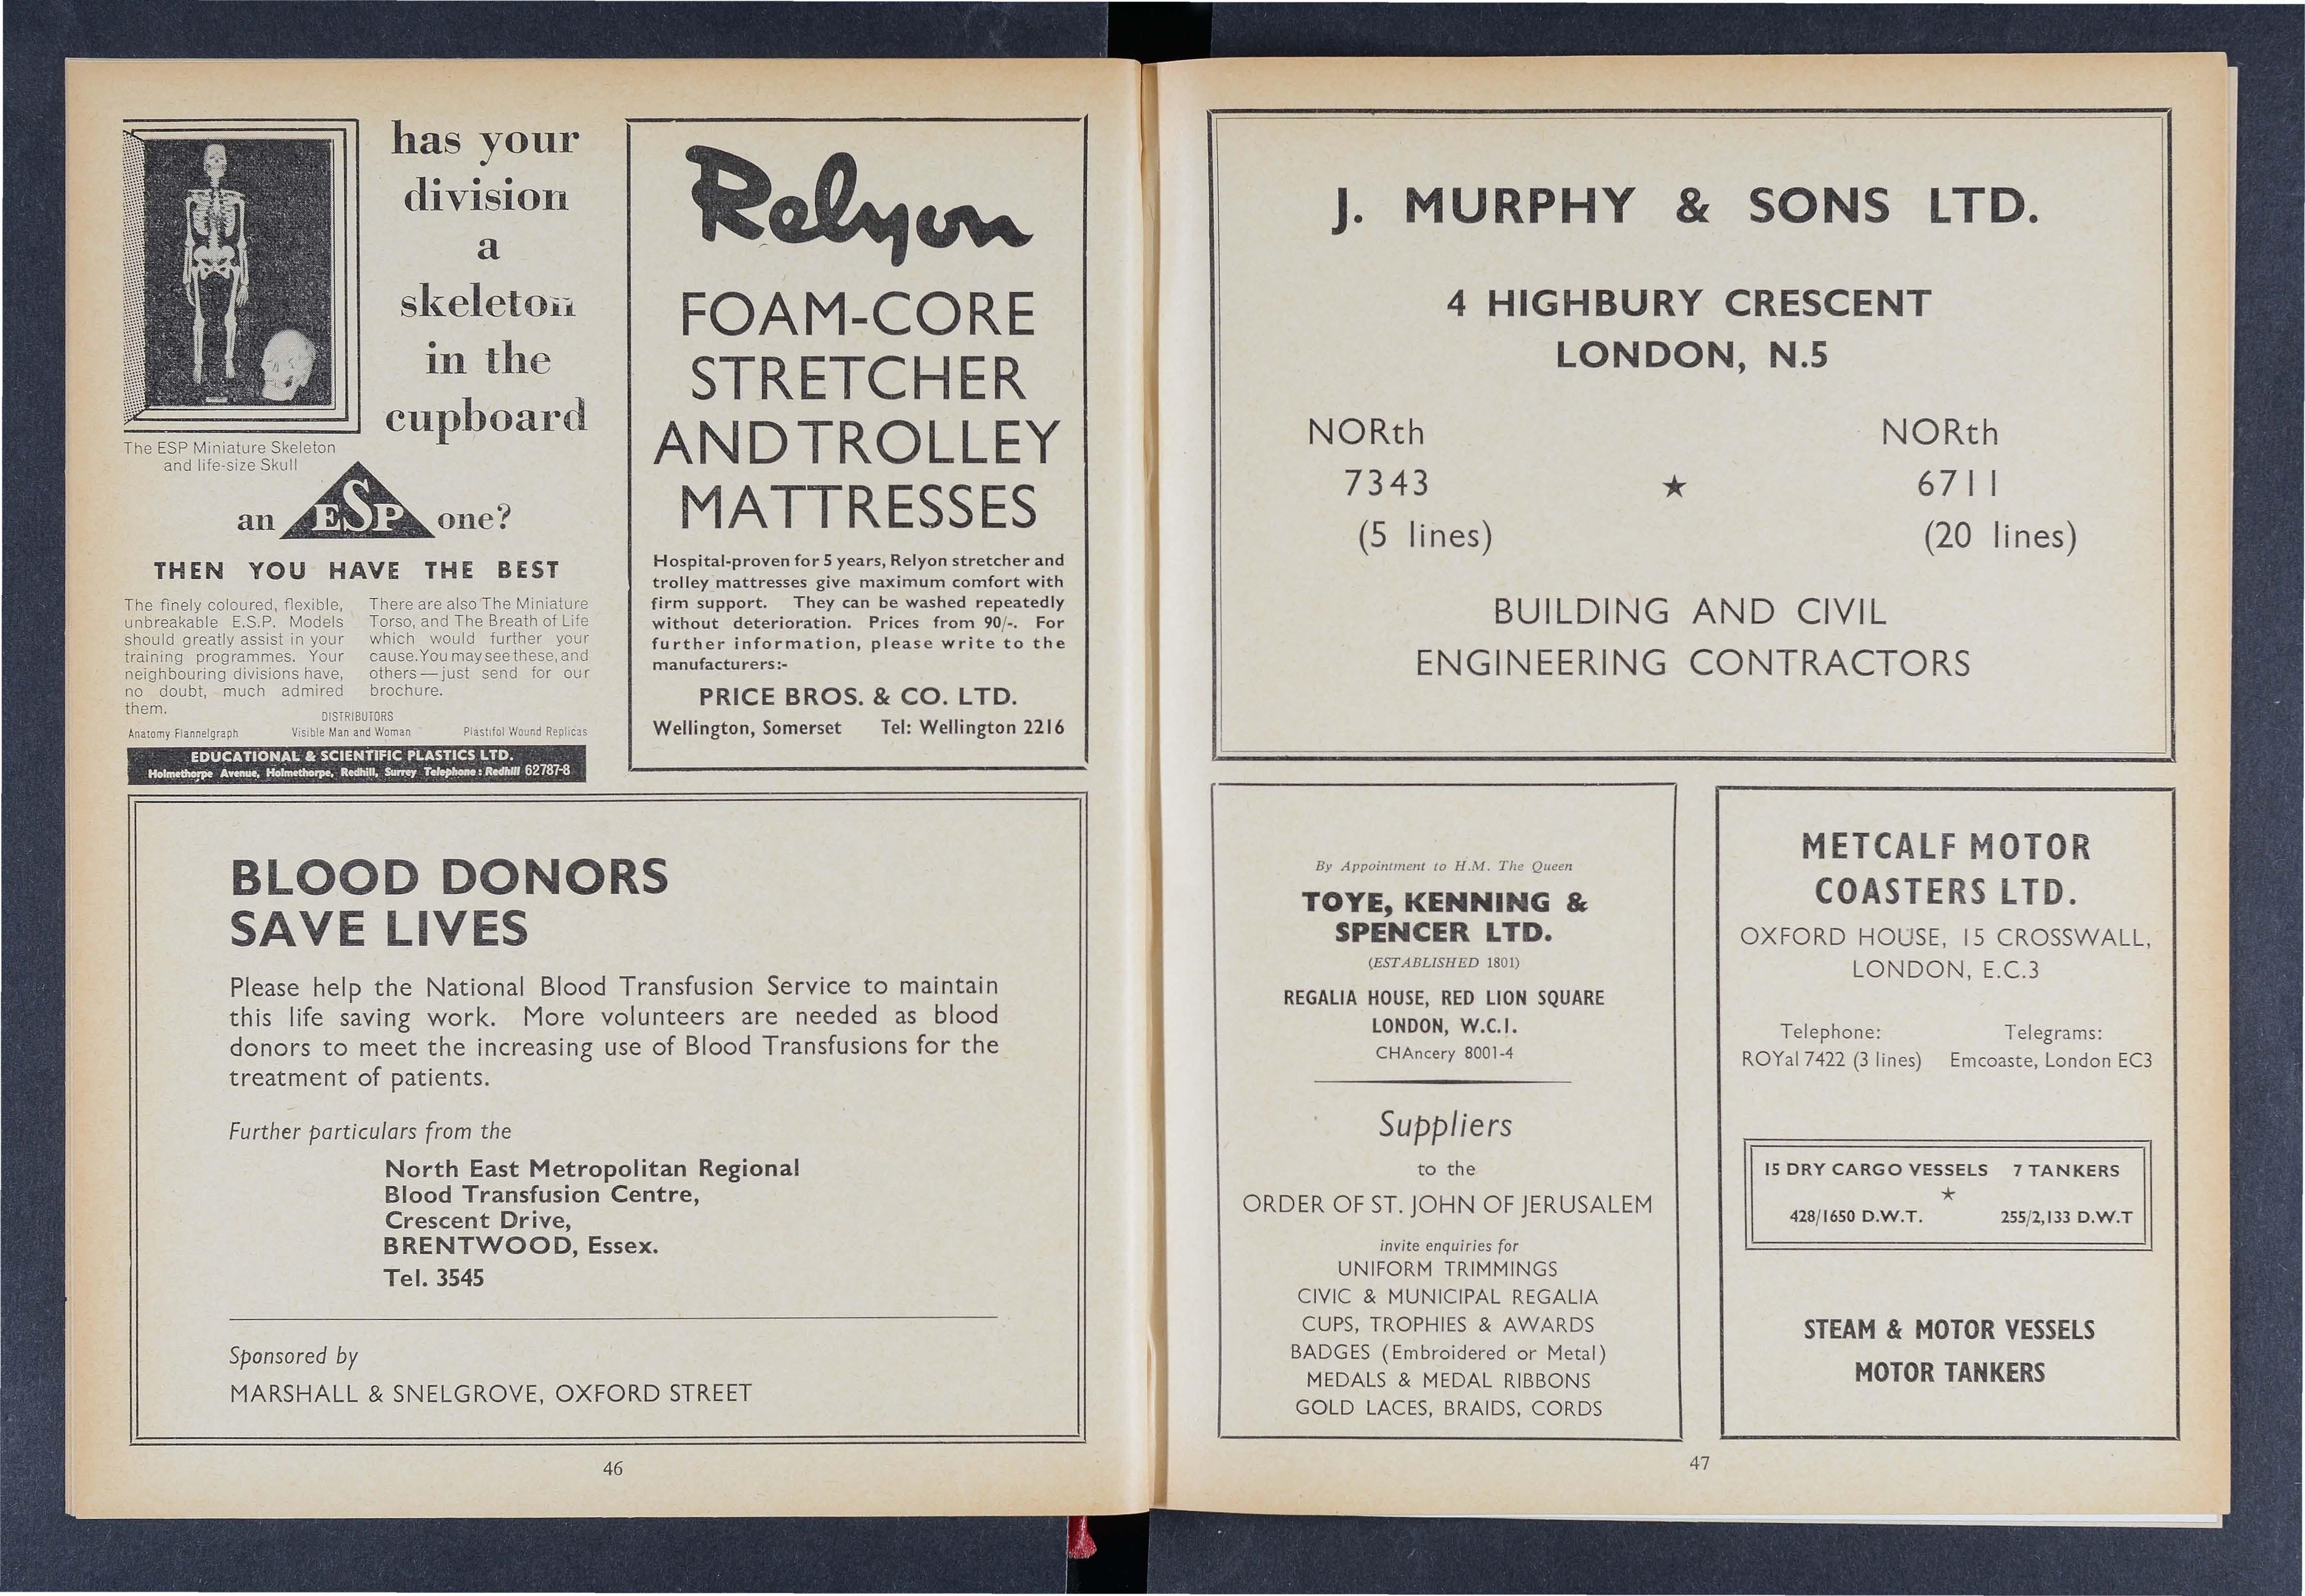 has your
division
a
skeleton
in the
cupboard
The ESP Miniature Skeleton
and life-size Skull
an ESP one?
THEN YOU HAVE THE BEST
The finely coloured, flexible,
unbreakable E.S.P. Models
should greatly assist in your
training programmes. Your
neighbouring divisions have,
no doubt, much admired
them.
There are also The Miniature
Torso, and The Breath of Life
which would further your
cause. You may see these, and
others—just send for our
brochure.
DISTRIBUTORS
Anatomy Flannelgraph Visible Man and Woman Plastifol Wound Replicas
EDUCATIONAL & SCIENTIFIC PLASTICS LTD.
Holmethorpe Avenue, Holmethorpe, Redhill, Surrey Telephone: Redhill 62787-8
Relyon
FOAM-CORE
STRETCHER
AND TROLLEY
MATTRESSES
Hospital-proven for 5 years, Relyon stretcher and
trolley mattresses give maximum comfort with
firm support. They can be washed repeatedly
without deterioration. Prices from 90/-. For
further information, please write to the
manufacturers:-
PRICE BROS. & CO. LTD.
Wellington, Somerset Tel: Wellington 2216
BLOOD DONORS
SAVE LIVES
Please help the National Blood Transfusion Service to maintain
this life saving work. More volunteers are needed as blood
donors to meet the increasing use of Blood Transfusions for the
treatment of patients.
Further particulars from the
North East Metropolitan Regional
Blood Transfusion Centre,
Crescent Drive,
BRENTWOOD, Essex.
Tel. 3545
Sponsored by
MARSHALL & SNELGROVE, OXFORD STREET
46
J. MURPHY & SONS LTD.
4 HIGHBURY CRESCENT
LONDON, N.5
NORth NORth
7343 ★ 6711
(5 lines) (20 lines)
BUILDING AND CIVIL
ENGINEERING CONTRACTORS
By Appointment to H.M. The Queen
TOYE, KENNING &
SPENCER LTD.
(ESTABLISHED 1801)
REGALIA HOUSE, RED LION SQUARE
LONDON, W.C.I.
CHAncery 8001-4
Suppliers
to the
ORDER OF ST. JOHN OF JERUSALEM
invite enquiries for
UNIFORM TRIMMINGS
CIVIC & MUNICIPAL REGALIA
CUPS, TROPHIES & AWARDS
BADGES (Embroidered or Metal)
MEDALS & MEDAL RIBBONS
GOLD LACES, BRAIDS, CORDS
METCALF MOTOR
COASTERS LTD.
OXFORD HOUSE, 15 CROSSWALL,
LONDON, E.C.3
Telephone: Telegrams:
ROYal 7422 (3 lines) Emcoaste, London EC3
15 DRY CARGO VESSELS 7 TANKERS
★
428/1650 D.W.T. 255/2,133 D.W.T
STEAM & MOTOR VESSELS
MOTOR TANKERS
47